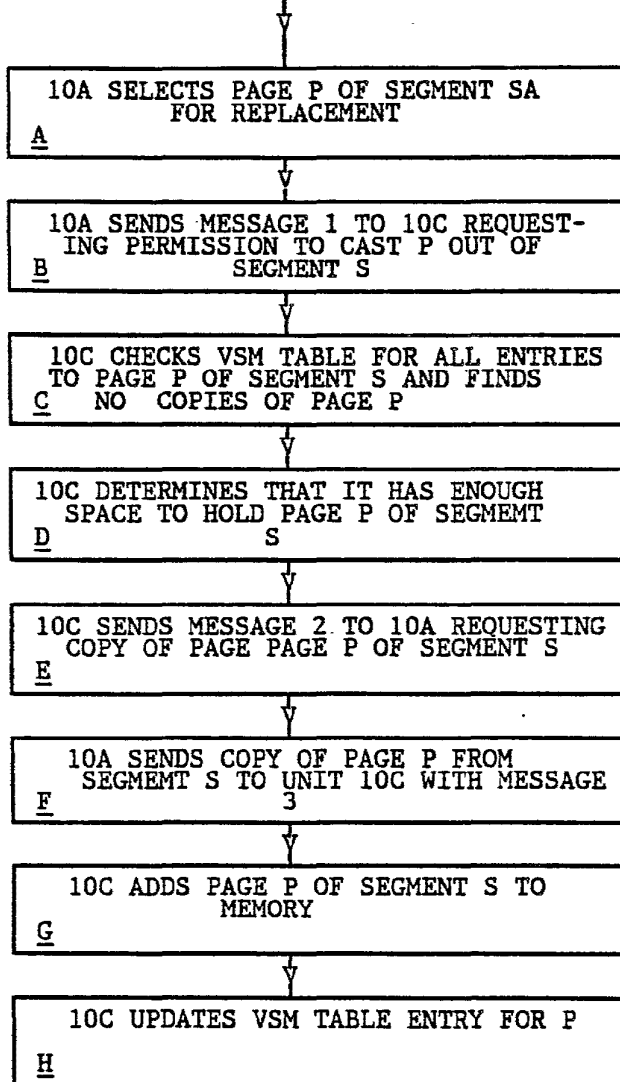 10A SELECTS PAGE P OF SEGMENT SA
FOR REPLACEMENT
A
10A SENDS MESSAGE 1 TO 10C REQUEST-
ING PERMISSION TO CAST P OUT OF
B SEGMENT S
10C CHECKS VSM TABLE FOR ALL ENTRIES
TO PAGE P OF SEGMENT S AND FINDS
C NO COPIES OF PAGE P
10C DETERMINES THAT IT HAS ENOUGH
SPACE TO HOLD PAGE P OF SEGMEMT
D S
10C SENDS MESSAGE 2 TO 10A REQUESTING
COPY OF PAGE PAGE P OF SEGMENT S
E
10A SENDS COPY OF PAGE P FROM
SEGMEMT S TO UNIT 10C WITH MESSAGE
F 3
10C ADDS PAGE P OF SEGMENT S TO
MEMORY
G
10C UPDATES VSM TABLE ENTRY FOR P
H